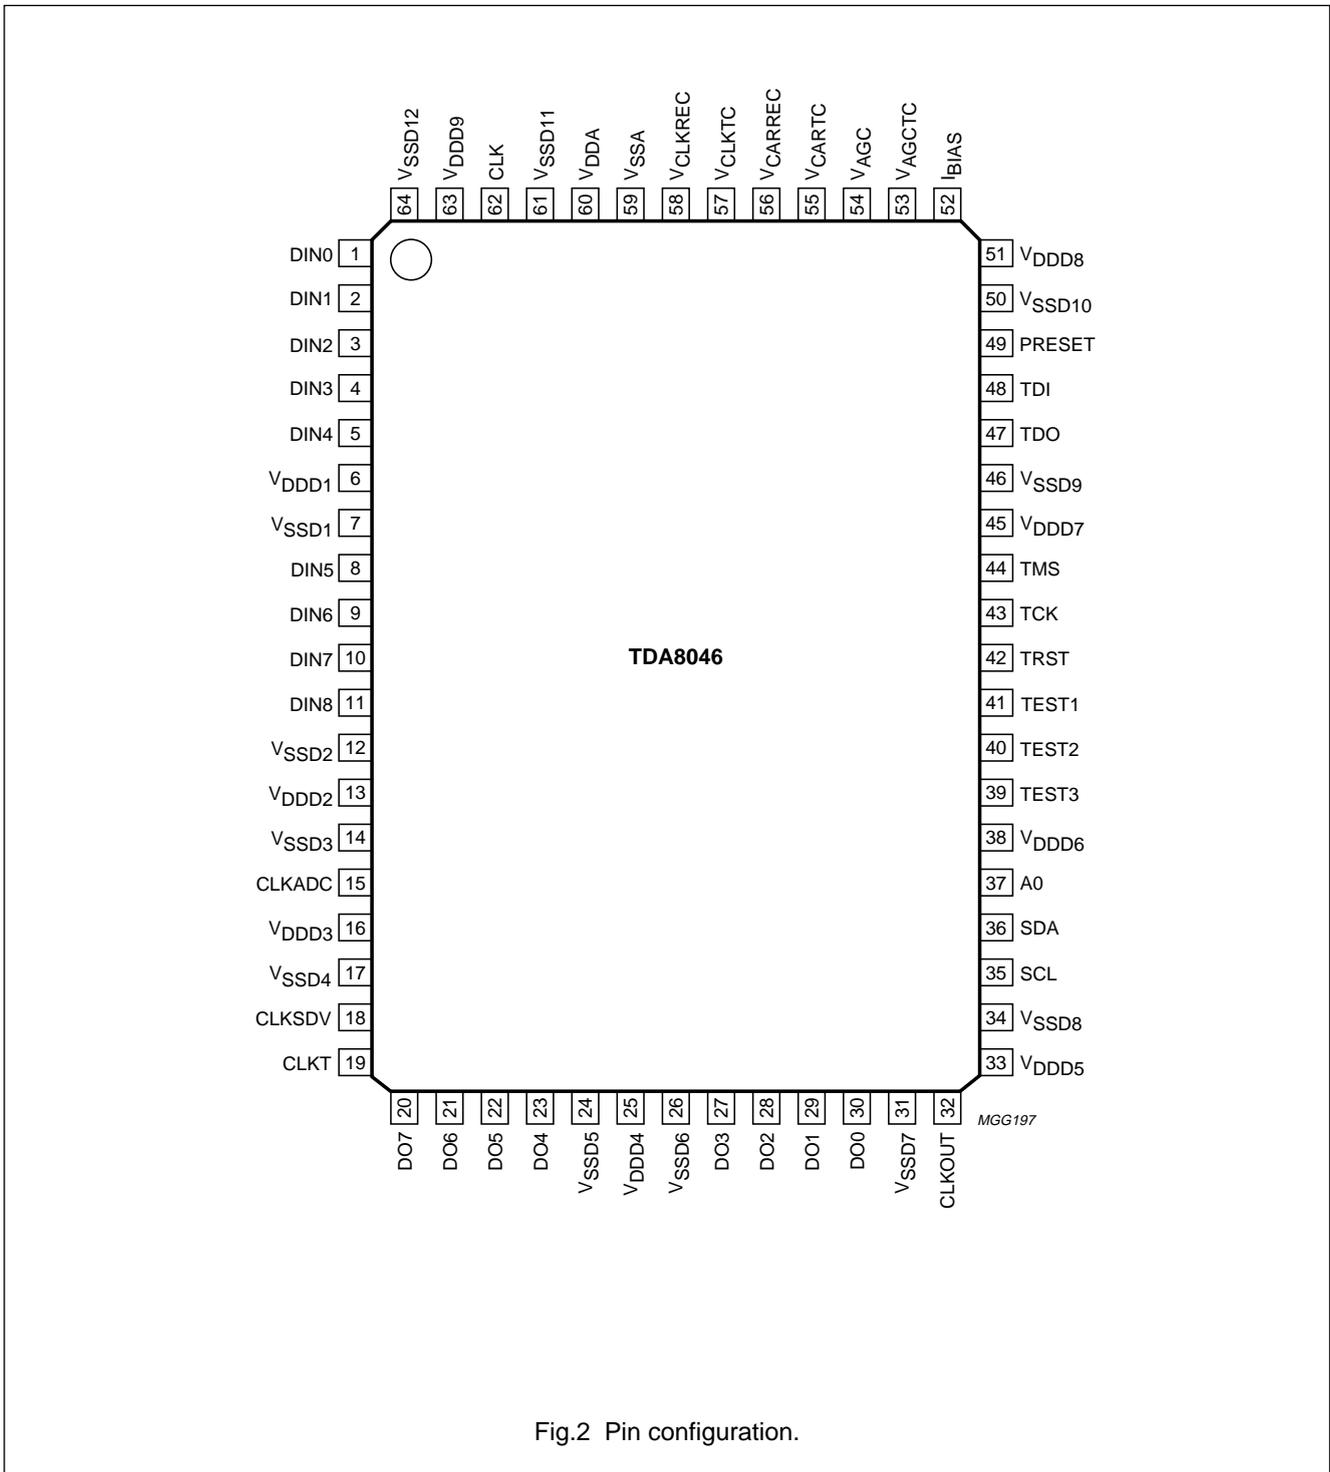 VSSD12
VDDD9
CLK
VSSD11
VDDA
VSSA
VCLKREC
VCLKTC
VCARREC
VCARTC
VAGC
VAGCTC
IBIAS
64
63
62
61
60
59
58
57
56
55
54
53
52
DIN0 1
DIN1 2
DIN2 3
DIN3 4
DIN4 5
VDDD1 6
VSSD1 7
DIN5 8
DIN6 9
DIN7 10
DIN8 11
VSSD2 12
VDDD2 13
VSSD3 14
CLKADC 15
VDDD3 16
VSSD4 17
CLKSDV 18
CLKT 19
TDA8046
51 VDDD8
50 VSSD10
49 PRESET
48 TDI
47 TDO
46 VSSD9
45 VDDD7
44 TMS
43 TCK
42 TRST
41 TEST1
40 TEST2
39 TEST3
38 VDDD6
37 A0
36 SDA
35 SCL
34 VSSD8
33 VDDD5
20
21
22
23
24
25
26
27
28
29
30
31
32
DO7
DO6
DO5
DO4
VSSD5
VDDD4
VSSD6
DO3
DO2
DO1
DO0
VSSD7
CLKOUT
MGG197
Fig.2 Pin configuration.